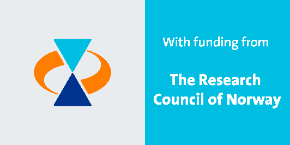 With funding from
The Research
Council of Norway